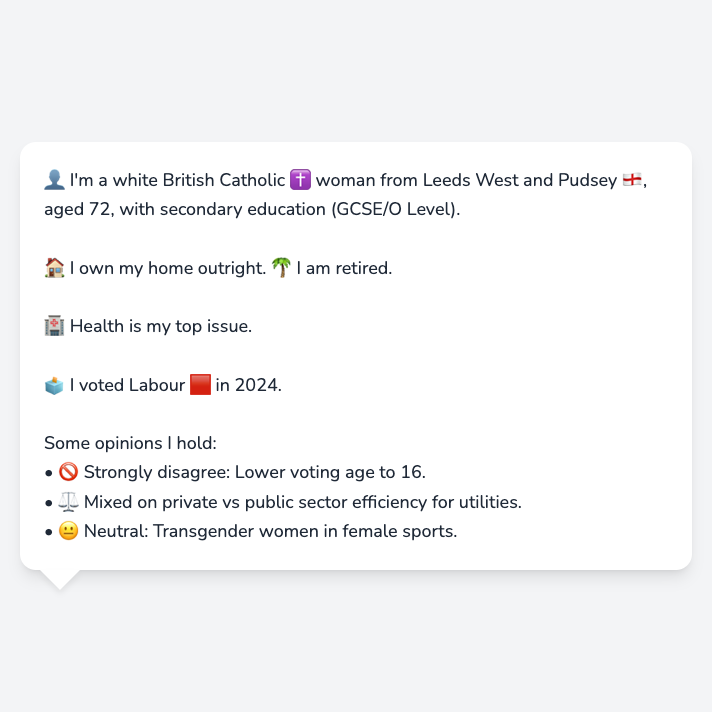 👤 I'm a white British Catholic ✝️ woman from Leeds West and Pudsey 🏴󠁧󠁢󠁥󠁮󠁧󠁿,
aged 72, with secondary education (GCSE/O Level).
🏠 I own my home outright. 🌴 I am retired.
🏥 Health is my top issue.
🗳️ I voted Labour 🟥 in 2024.
Some opinions I hold:
• 🚫 Strongly disagree: Lower voting age to 16.
• ⚖️ Mixed on private vs public sector efficiency for utilities.
• 😐 Neutral: Transgender women in female sports.